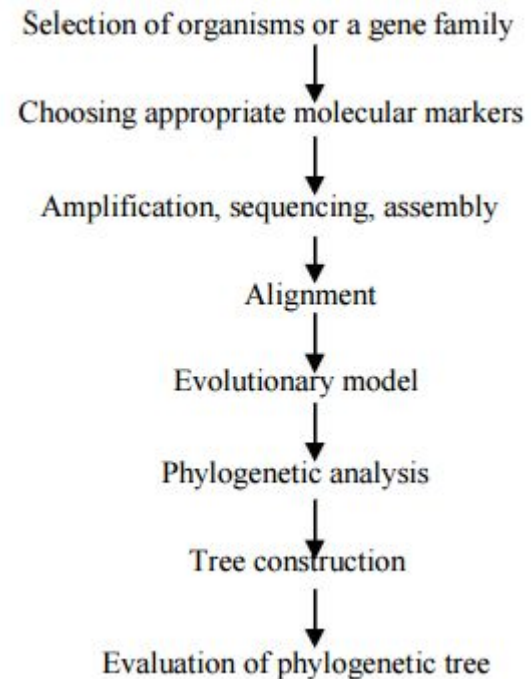 Selection of organisms or a gene family
Choosing appropriate molecular markers
Amplification, sequencing, assembly
Alignment
Evolutionary model
Phylogenetic analysis
Tree construction
Evaluation of phylogenetic tree